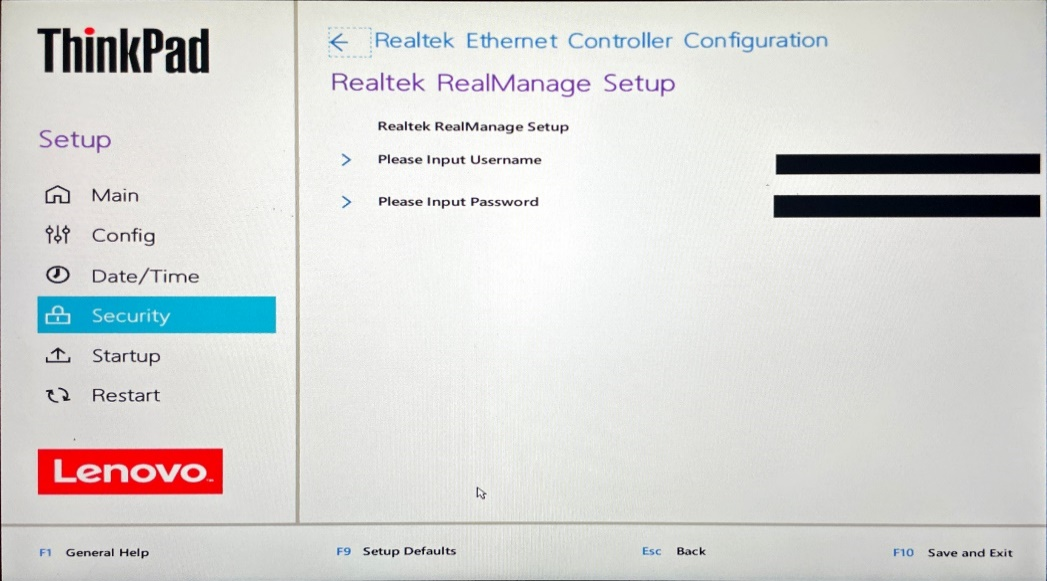 ThinkPad
Setup
Main
Config
Date/Time
Security
Startup
Restart
Lenovo™
Realtek Ethernet Controller Configuration
Realtek RealManage Setup
Realtek RealManage Setup
Please Input Username
Please Input Password
F1 General Help
F9 Setup Defaults
Esc Back
F10 Save and Exit